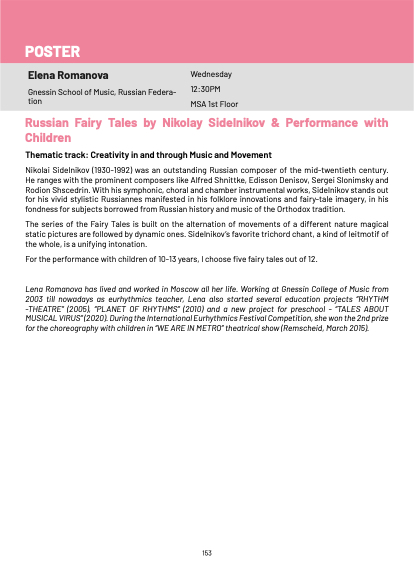 POSTER
Elena Romanova
Gnessin School of Music, Russian Federa-
tion
Wednesday
12:30PM
MSA 1st Floor
Russian Fairy Tales by Nikolay Sidelnikov & Performance with
Children
Thematic track: Creativity in and through Music and Movement
Nikolai Sidelnikov (1930-1992) was an outstanding Russian composer of the mid-twentieth century.
He ranges with the prominent composers like Alfred Shnittke, Edisson Denisov, Sergei Slonimsky and
Rodion Shscedrin. With his symphonic, choral and chamber instrumental works, Sidelnikov stands out
for his vivid stylistic Russiannes manifested in his folklore innovations and fairy-tale imagery, in his
fondness for subjects borrowed from Russian history and music of the Orthodox tradition.
The series of the Fairy Tales is built on the alternation of movements of a different nature magical
static pictures are followed by dynamic ones. Sidelnikov's favorite trichord chant, a kind of leitmotif of
the whole, is a unifying intonation.
For the performance with children of 10-13 years, I choose five fairy tales out of 12.
Lena Romanova has lived and worked in Moscow all her life. Working at Gnessin College of Music from
2003 till nowadays as eurhythmics teacher, Lena also started several education projects "RHYTHM
-THEATRE" (2005), "PLANET OF RHYTHMS" (2010) and a new project for preschool - "TALES ABOUT
MUSICAL VIRUS" (2020). During the International Eurhythmics Festival Competition, she won the 2nd prize
for the choreography with children in "WE ARE IN METRO" theatrical show (Remscheid, March 2015).
153